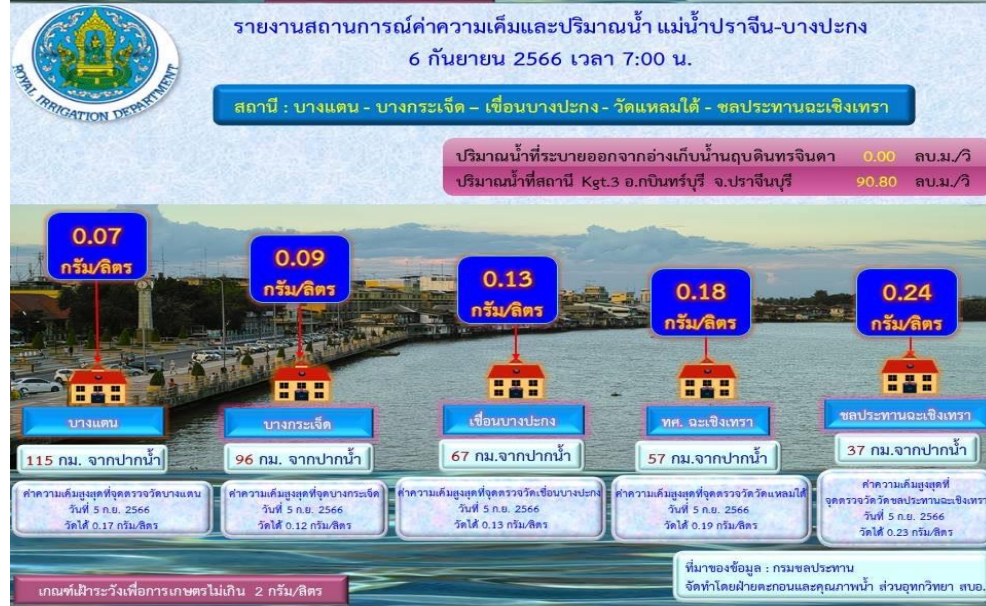 รายงานสถานการณ์ค่าความเค็มและปริมาณน้ำ แม่น้ำปราจีน-บางปะกง
6 กันยายน 2566 เวลา 7:00 น.
ROYAL IRRIGATION DEPARTMENT
สถานี : บางแตน - บางกระเจ็ด – เขื่อนบางปะกง - วัดแหลมใต้ - ชลประทานฉะเชิงเทรา
ปริมาณน้ำที่ระบายออกจากอ่างเก็บน้ำนฤบดินทรจินดา 0.00 ลบ.ม./วิ
ปริมาณน้ำที่สถานี Kgt.3 อ.กบินทร์บุรี จ.ปราจีนบุรี 90.80 ลบ.ม./วิ
0.07
กรัม/ลิตร
0.09
กรัม/ลิตร
0.13
กรัม/ลิตร
0.18
กรัม/ลิตร
0.24
กรัม/ลิตร
บางแตน
บางกระเจ็ด
เขื่อนบางปะกง
ทศ. ฉะเชิงเทรา
ชลประทานฉะเชิงเทรา
115 กม. จากปากน้ำ
96 กม. จากปากน้ำ
67 กม.จากปากน้ำ
57 กม.จากปากน้ำ
37 กม.จากปากน้ำ
ค่าความเค็มสูงสุดที่จุดตรวจวัดบางแตน
วันที่ 5 ก.ย. 2566
วัดได้ 0.17 กรัม/ลิตร
ค่าความเค็มสูงสุดที่จุดบางกระเจ็ด
วันที่ 5 ก.ย. 2566
วัดได้ 0.12 กรัม/ลิตร
ค่าความเค็มสูงสุดที่จุดตรวจวัดเขื่อนบางปะกง
วันที่ 5 ก.ย. 2566
วัดได้ 0.13 กรัม/ลิตร
ค่าความเค็มสูงสุดที่จุดตรวจวัดวัดแหลมใต้
วันที่ 5 ก.ย. 2566
วัดได้ 0.19 กรัม/ลิตร
ค่าความเค็มสูงสุดที่
จุดตรวจวัดวัดชลประทานฉะเชิงเทรา
วันที่ 5 ก.ย. 2566
วัดได้ 0.23 กรัม/ลิตร
เกณฑ์เฝ้าระวังเพื่อการเกษตรไม่เกิน 2 กรัม/ลิตร
ที่มาของข้อมูล : กรมชลประทาน
จัดทำโดยฝ่ายตะกอนและคุณภาพน้ำ ส่วนอุทกวิทยา สบอ.